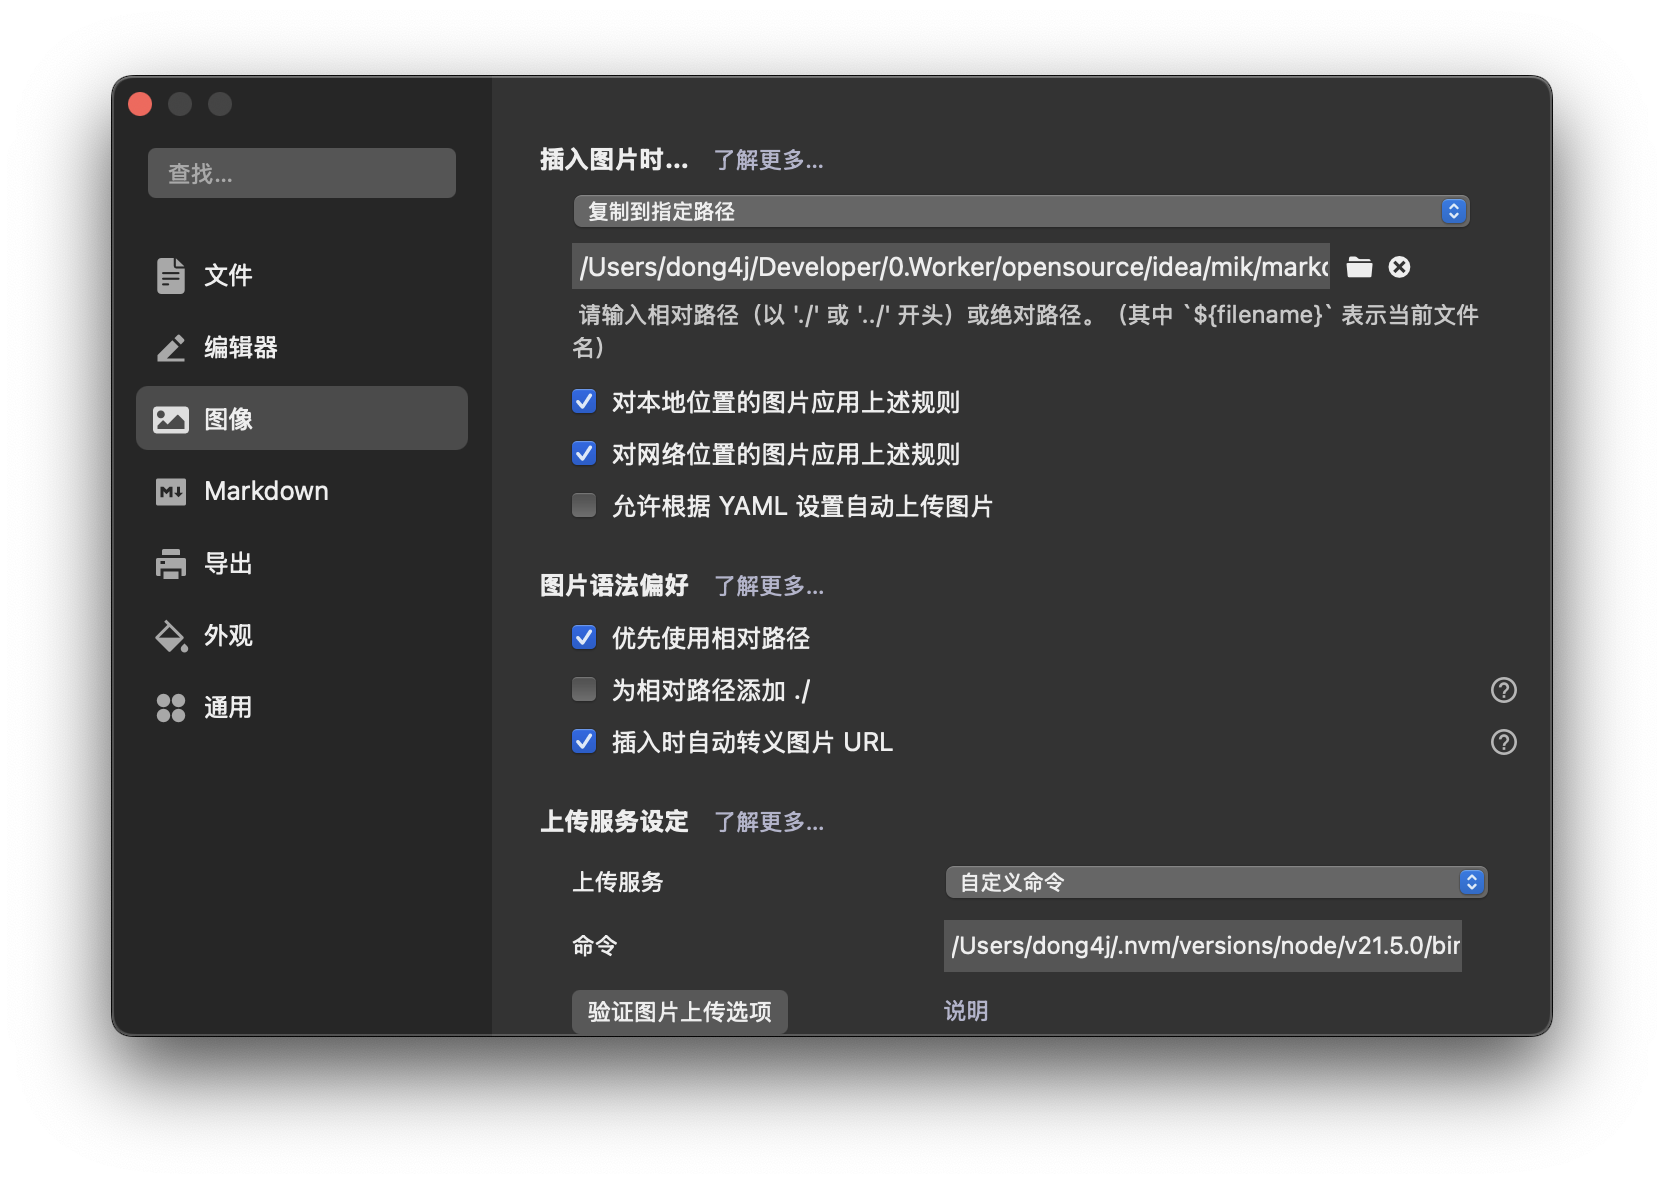 查找...
文件
编辑器
图像
Markdown
导出
外观
通用
插入图片时... 了解更多...
复制到指定路径
/Users/dong4j/Developer/0.Worker/opensource/idea/mik/mark
请输入相对路径（以 './' 或 '../' 开头）或绝对路径。（其中 `${filename}` 表示当前文件
名）
对本地位置的图片应用上述规则
对网络位置的图片应用上述规则
允许根据 YAML 设置自动上传图片
图片语法偏好 了解更多...
优先使用相对路径
为相对路径添加 ./
插入时自动转义图片 URL
上传服务设定 了解更多...
上传服务 自定义命令
命令 /Users/dong4j/.nvm/versions/node/v21.5.0/bin
验证图片上传选项 说明